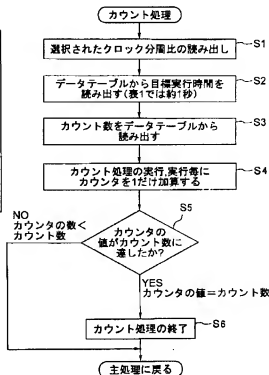 カウント処理
選択されたクロック分周比の読み出し
S1
データテーブルから目標実行時間を
読み出す(表1では約1秒)
S2
カウント数をデータテーブルから
読み出す
S3
カウント処理の実行,実行毎に
カウンタを1だけ加算する
S4
カウンタの
値がカウント数に
達したか?
S5
NO
カウンタの数<
カウント数
YES
カウンタの値=カウント数
カウント処理の終了
S6
主処理に戻る